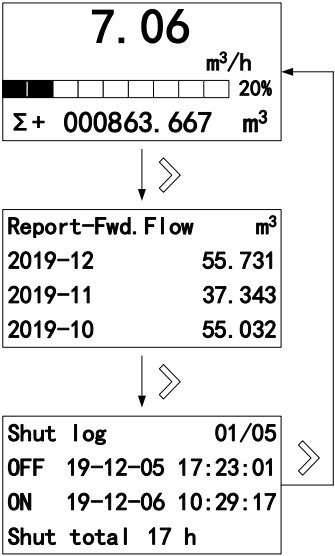 7.06
m³/h
20%
Σ+ 000863.667 m³
Report-Fwd.Flow m³
2019-12 55.731
2019-11 37.343
2019-10 55.032
Shut log 01/05
OFF 19-12-05 17:23:01
ON 19-12-06 10:29:17
Shut total 17 h